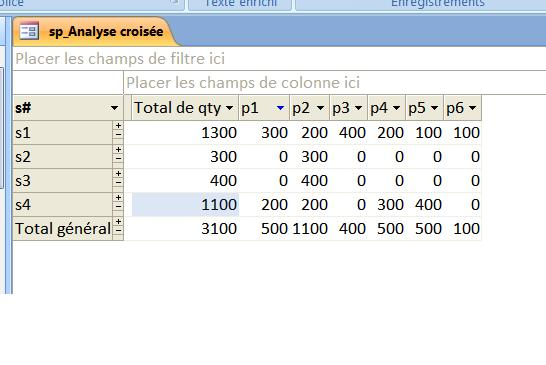 Texte enrichi Enregistrements
sp_Analyse croisée
Placer les champs de filtre ici
Placer les champs de colonne ici
s# Total de qty p1 p2 p3 p4 p5 p6
s1 1300 300 200 400 200 100 100
s2 300 0 300 0 0 0 0
s3 400 0 400 0 0 0 0
s4 1100 200 200 0 300 400 0
Total général 3100 500 1100 400 500 500 100